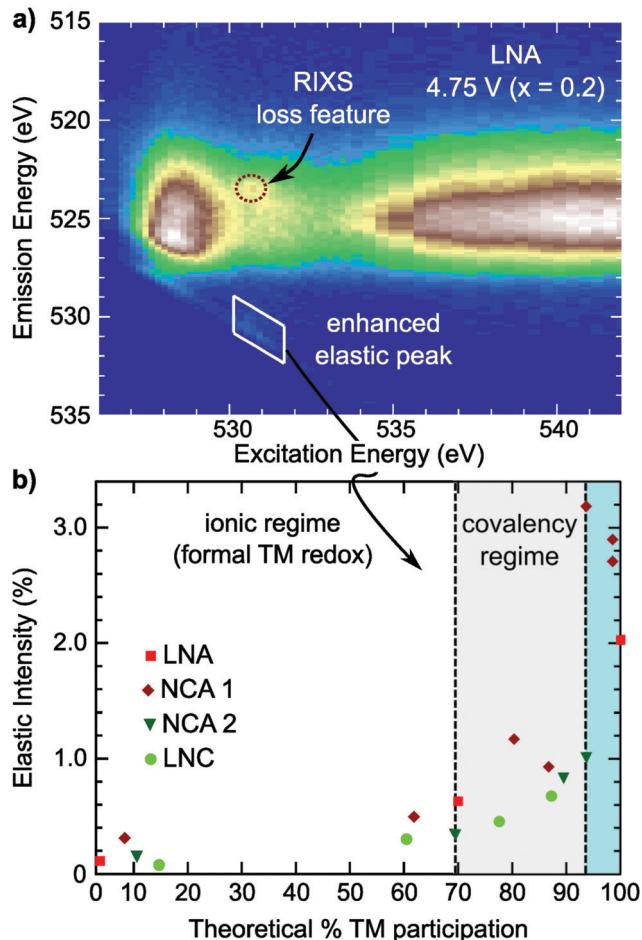 a)
515
520
525
530
535
Emission Energy (eV)
LNA
4.75 V (x = 0.2)
RIXS
loss feature
enhanced
elastic peak
530
535
540
Excitation Energy (eV)
b)
3.0
2.0
1.0
0
Elastic Intensity (%)
ionic regime
(formal TM redox)
covalency
regime
LNA
NCA 1
NCA 2
LNC
0 10 20 30 40 50 60 70 80 90 100
Theoretical % TM participation